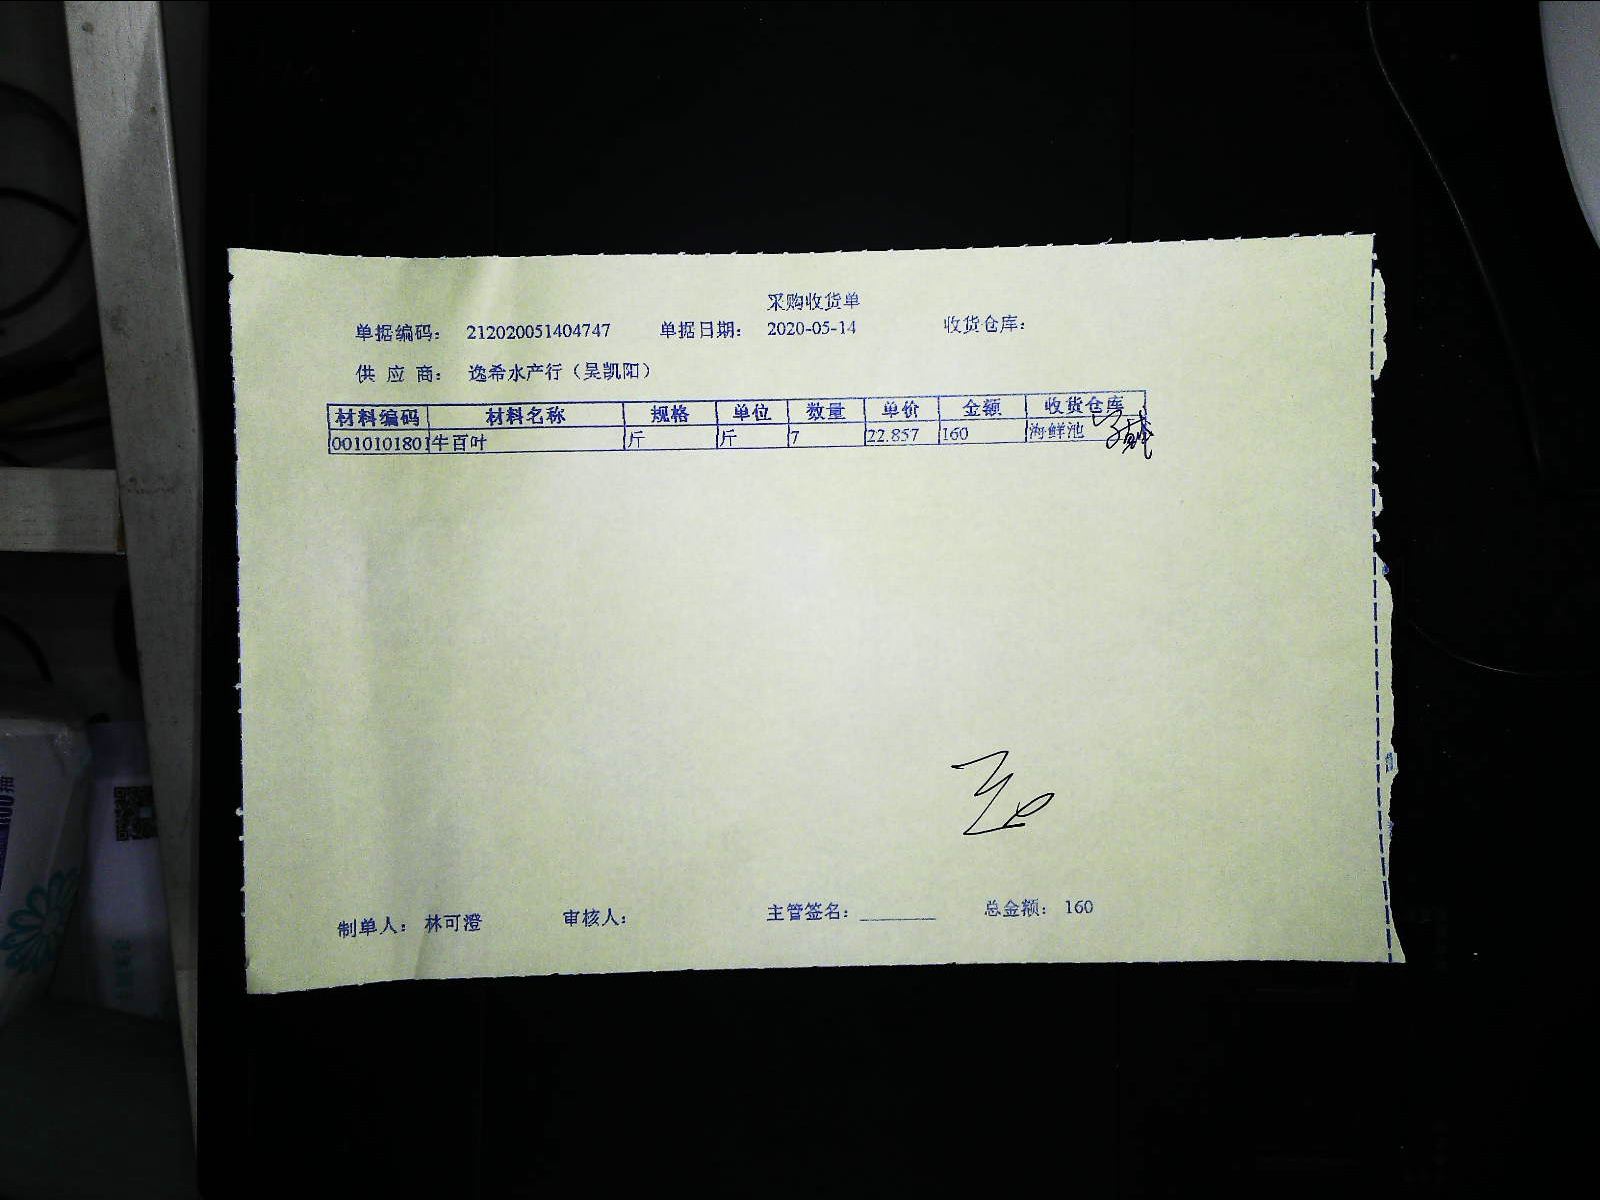 采购收货单
单据编码： 212020051404747 单据日期： 2020-05-14 收货仓库：
供 应 商： 逸希水产行（吴凯阳）
材料编码 材料名称 规格 单位 数量 单价 金额 收货仓库
0010101801 牛百叶 斤 斤 7 22.857 160 海鲜池
制单人： 林可澄 审核人： 主管签名：________ 总金额： 160